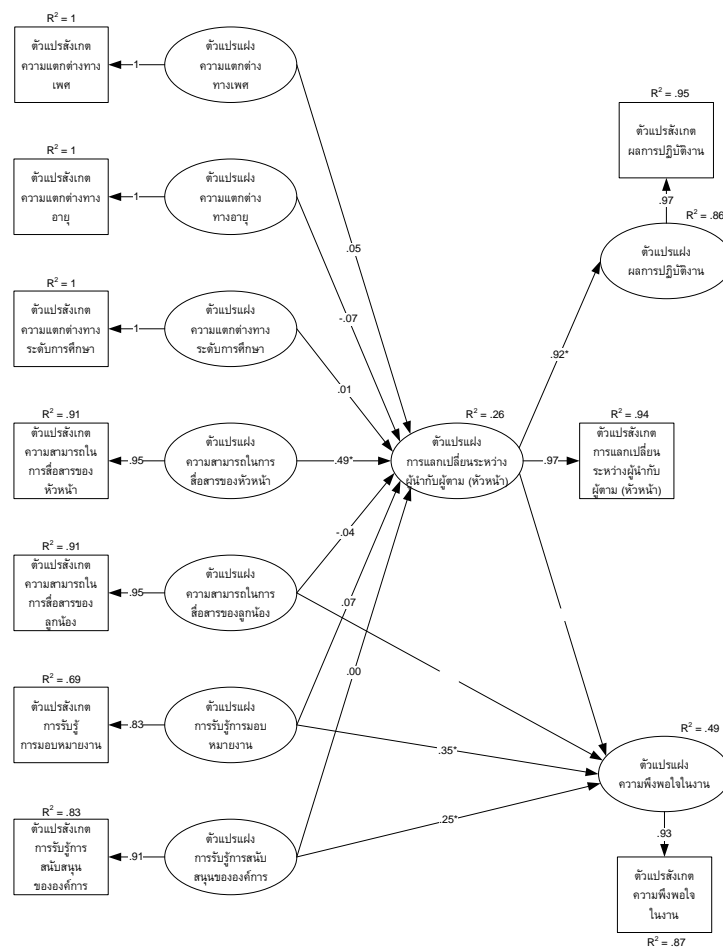 R² = 1
ตัวแปรสังเกต
ความแตกต่างทาง
เพศ
1
ตัวแปรแฝง
ความแตกต่าง
ทางเพศ
.05
R² = 1
ตัวแปรสังเกต
ความแตกต่างทาง
อายุ
1
ตัวแปรแฝง
ความแตกต่าง
ทางอายุ
-.07
R² = 1
ตัวแปรสังเกต
ความแตกต่างทาง
ระดับการศึกษา
1
ตัวแปรแฝง
ความแตกต่างทาง
ระดับการศึกษา
.01
R² = .91
ตัวแปรสังเกต
ความสามารถใน
การสื่อสารของ
หัวหน้า
.95
ตัวแปรแฝง
ความสามารถในการ
สื่อสารของหัวหน้า
.49*
R² = .91
ตัวแปรสังเกต
ความสามารถใน
การสื่อสารของ
ลูกน้อง
.95
ตัวแปรแฝง
ความสามารถในการ
สื่อสารของลูกน้อง
-.04
R² = .69
ตัวแปรสังเกต
การรับรู้
การมอบหมายงาน
.83
ตัวแปรแฝง
การรับรู้การมอบ
หมายงาน
.07
.35*
R² = .83
ตัวแปรสังเกต
การรับรู้การ
สนับสนุน
ขององค์การ
.91
ตัวแปรแฝง
การรับรู้การสนับ
สนุนขององค์การ
.00
.25*
R² = .26
ตัวแปรแฝง
การแลกเปลี่ยนระหว่าง
ผู้นำกับผู้ตาม (หัวหน้า)
.97
R² = .94
ตัวแปรสังเกต
การแลกเปลี่ยน
ระหว่างผู้นำกับ
ผู้ตาม (หัวหน้า)
.92*
R² = .95
ตัวแปรสังเกต
ผลการปฏิบัติงาน
.97
R² = .86
ตัวแปรแฝง
ผลการปฏิบัติงาน
R² = .49
ตัวแปรแฝง
ความพึงพอใจในงาน
.93
ตัวแปรสังเกต
ความพึงพอใจ
ในงาน
R² = .87